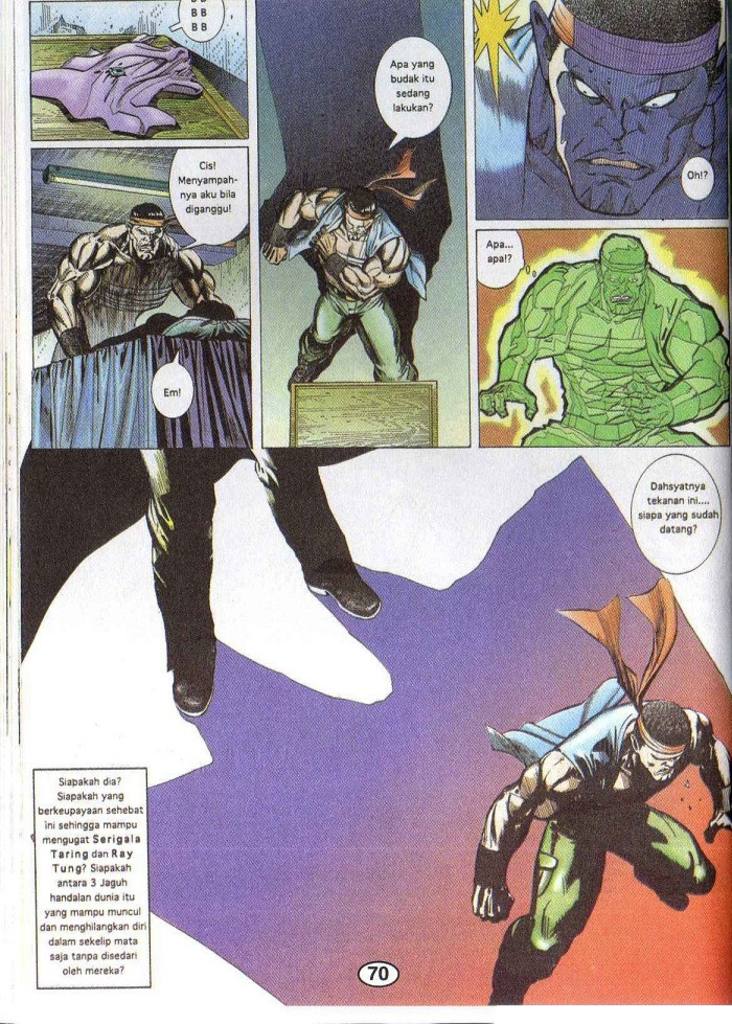 B B
B B
Cis!
Menyampah-
nya aku bila
diganggu!
Em!
Apa yang
budak itu
sedang
lakukan?
Oh!?
Apa...
apa!?
Dahsyatnya
tekanan ini....
siapa yang sudah
datang?
Siapakah dia?
Siapakah yang
berkeupayaan sehebat
ini sehingga mampu
mengugat Serigala
Taring dan Ray
Tung? Siapakah
antara 3 Jaguh
handalan dunia itu
yang mampu muncul
dan menghilangkan diri
dalam sekelip mata
saja tanpa disedari
oleh mereka?
70